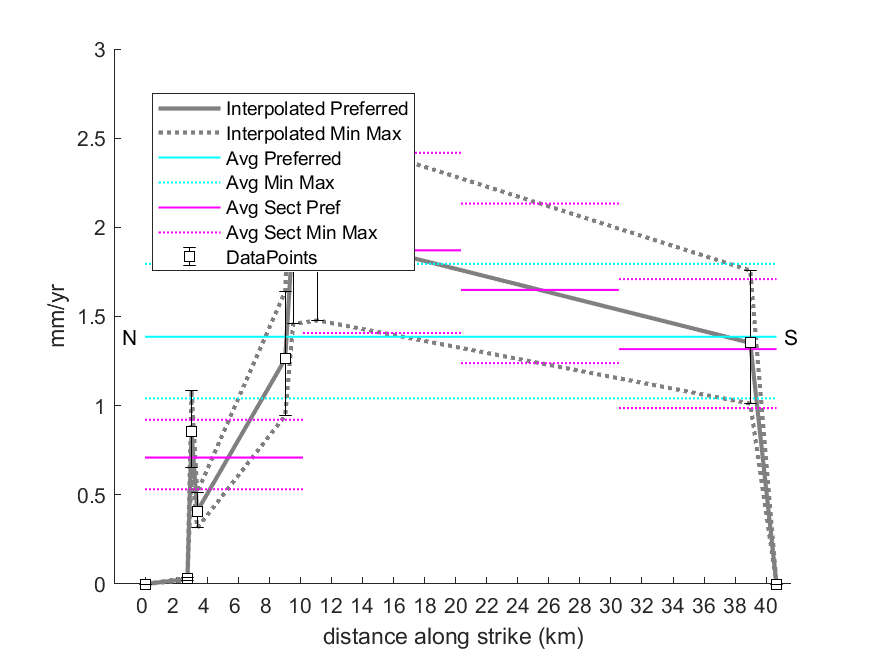 3
2.5
2
1.5
1
0.5
0
mm/yr
Interpolated Preferred
Interpolated Min Max
Avg Preferred
Avg Min Max
Avg Sect Pref
Avg Sect Min Max
DataPoints
N
S
0 2 4 6 8 10 12 14 16 18 20 22 24 26 28 30 32 34 36 38 40
distance along strike (km)